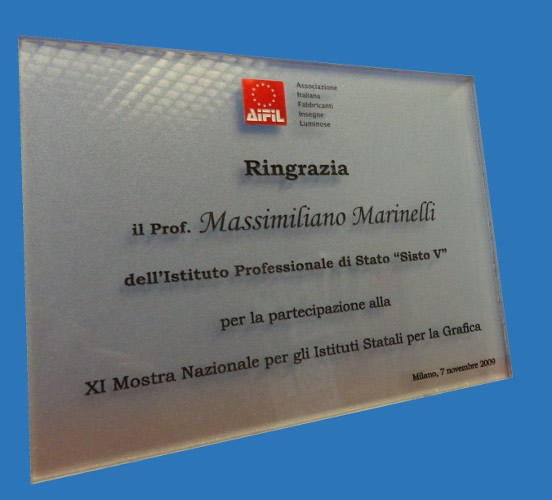 AIFIL
Associazione
Italiana
Fabbricanti
Insegne
Luminose
Ringrazia
il Prof. Massimiliano Marinelli
dell'Istituto Professionale di Stato "Sisto V"
per la partecipazione alla
XI Mostra Nazionale per gli Istituti Statali per la Grafica
Milano, 7 novembre 2009